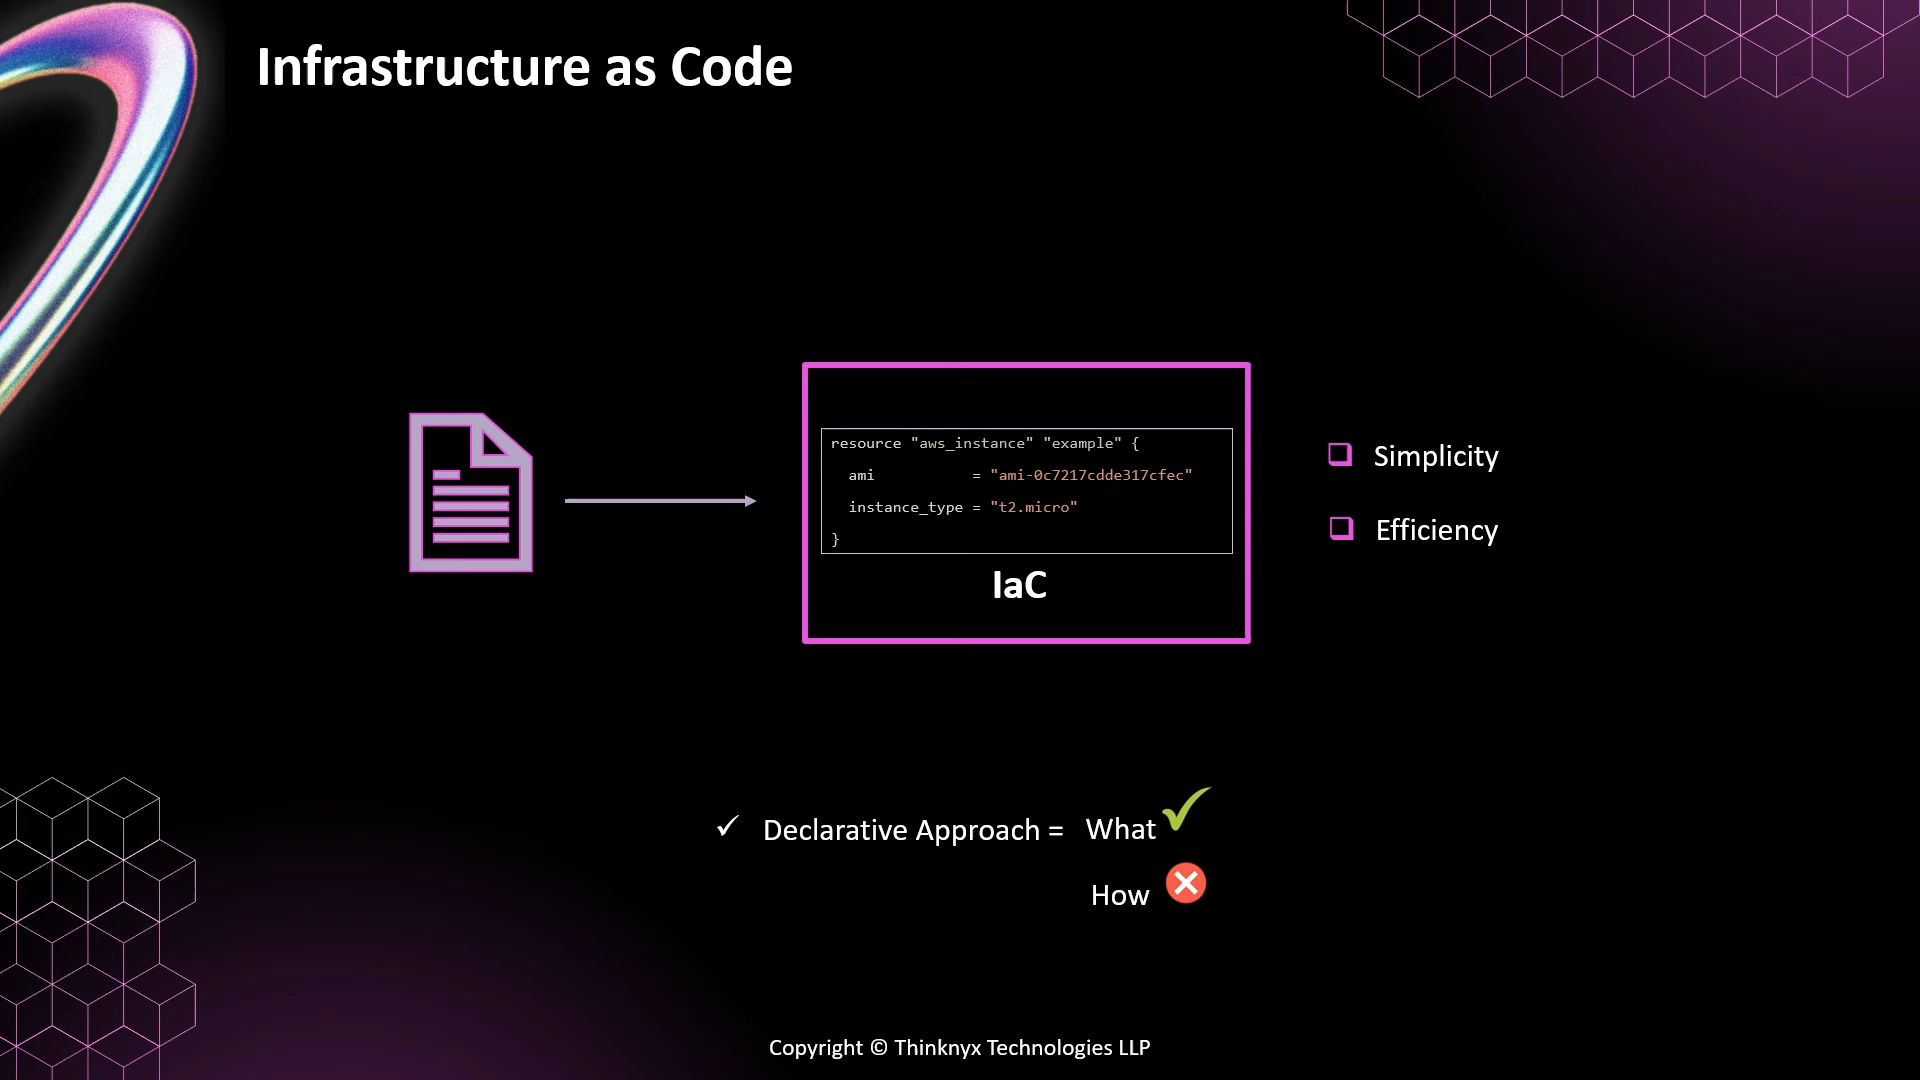 Infrastructure as Code
resource "aws_instance" "example" {
  ami           = "ami-0c7217cdde317cfec"
  instance_type = "t2.micro"
}
IaC
Simplicity
Efficiency
Declarative Approach = What
How
Copyright © Thinknyx Technologies LLP